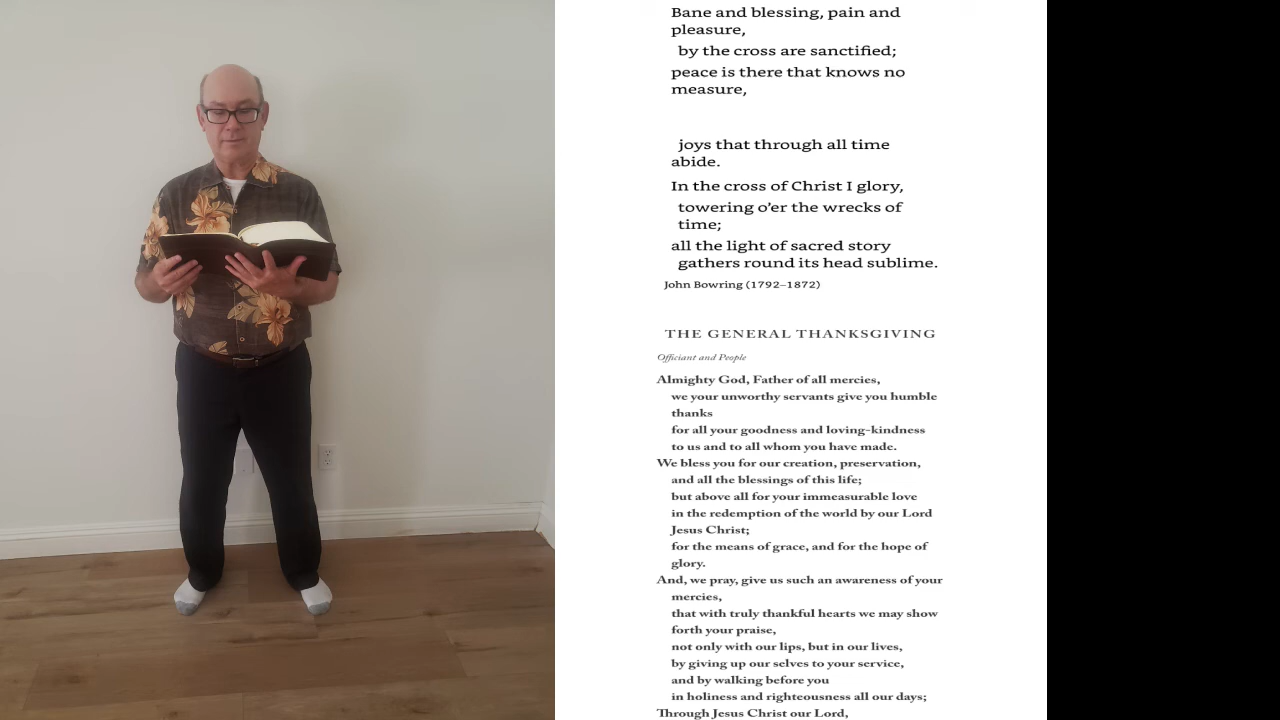 Bane and blessing, pain and
pleasure,
by the cross are sanctified;
peace is there that knows no
measure,
joys that through all time
abide.
In the cross of Christ I glory,
towering o’er the wrecks of
time;
all the light of sacred story
gathers round its head sublime.
John Bowring (1792–1872)
THE GENERAL THANKSGIVING
Officiant and People
Almighty God, Father of all mercies,
we your unworthy servants give you humble
thanks
for all your goodness and loving-kindness
to us and to all whom you have made.
We bless you for our creation, preservation,
and all the blessings of this life;
but above all for your immeasurable love
in the redemption of the world by our Lord
Jesus Christ;
for the means of grace, and for the hope of
glory.
And, we pray, give us such an awareness of your
mercies,
that with truly thankful hearts we may show
forth your praise,
not only with our lips, but in our lives,
by giving up our selves to your service,
and by walking before you
in holiness and righteousness all our days;
Through Jesus Christ our Lord,